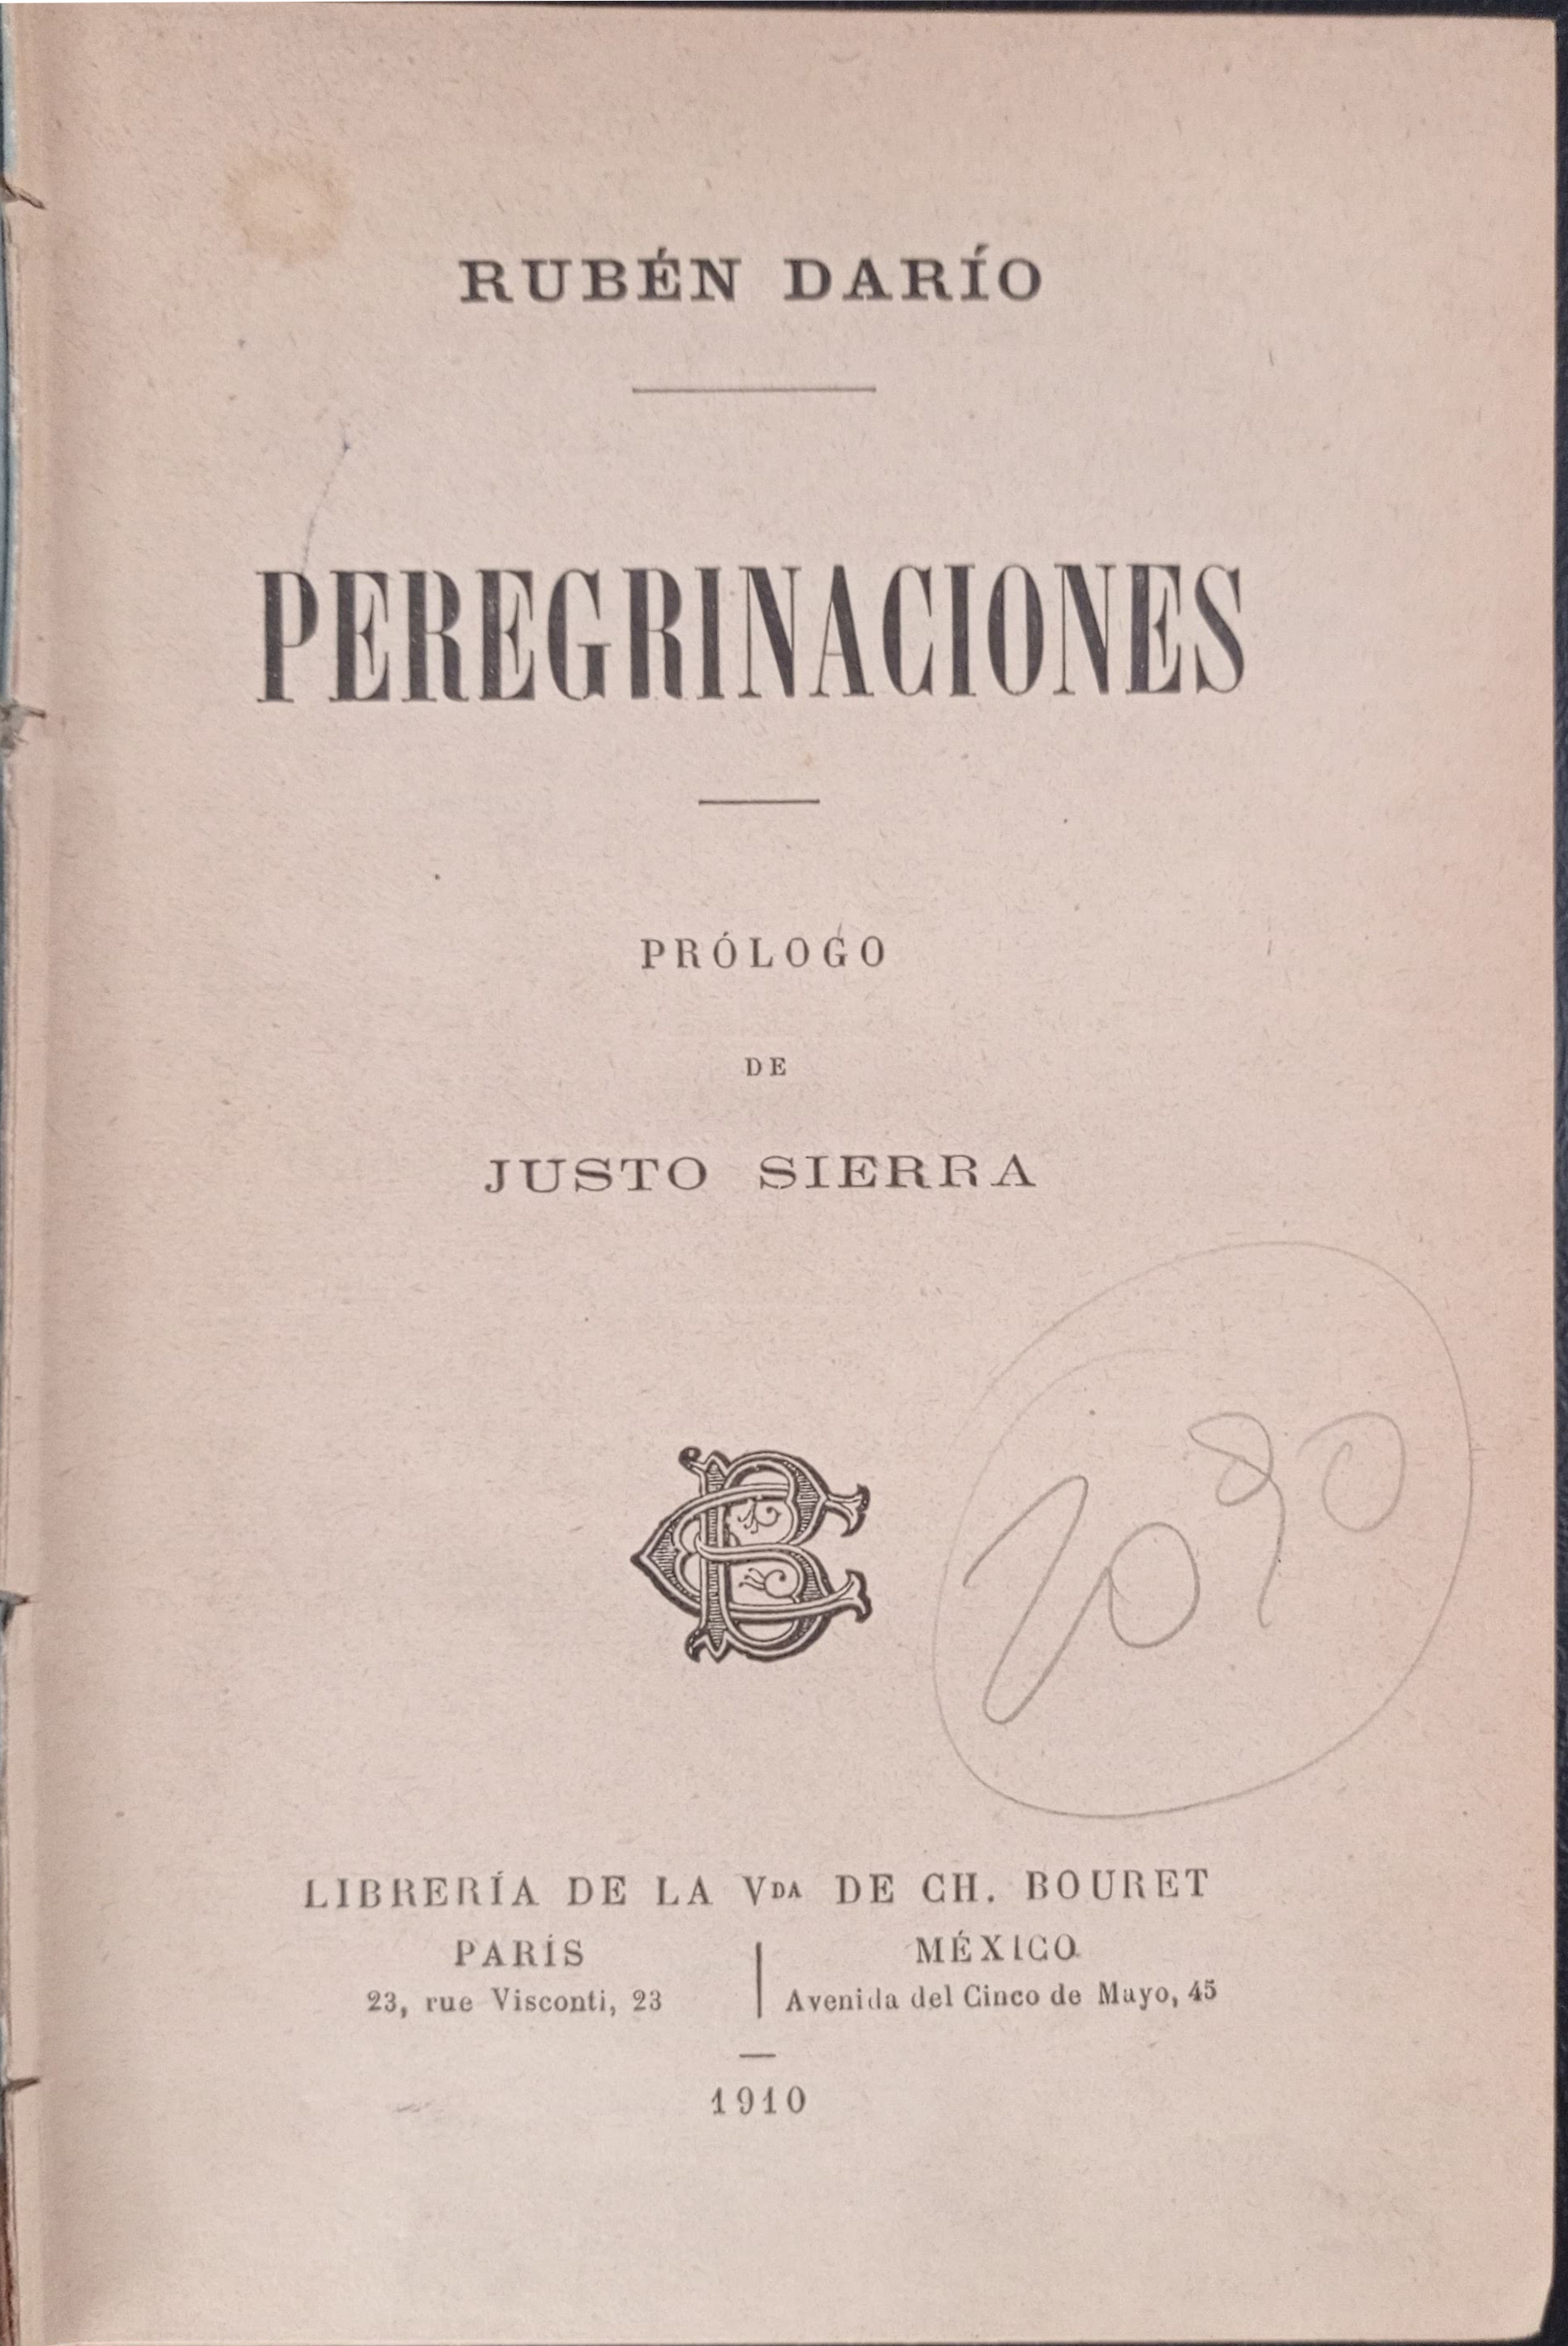 RUBÉN DARÍO
PEREGRINACIONES
PRÓLOGO
DE
JUSTO SIERRA
LIBRERÍA DE LA VDA DE CH. BOURET
PARÍS
23, rue Visconti, 23
MÉXICO
Avenida del Cinco de Mayo, 45
1910